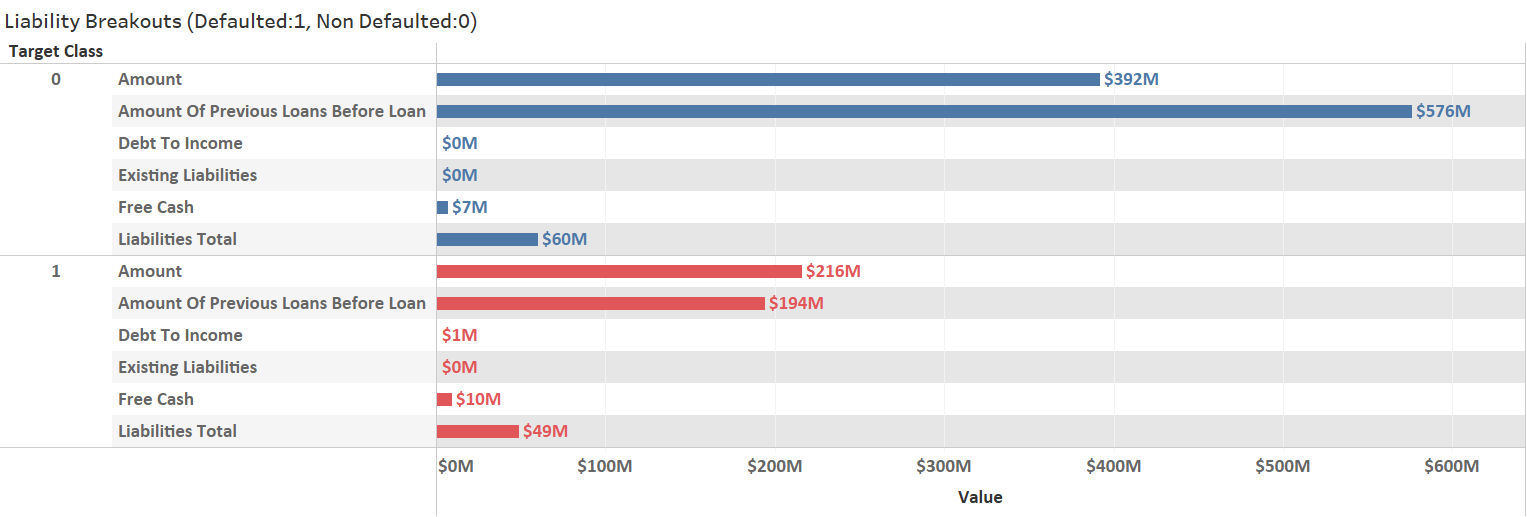 Liability Breakouts (Defaulted:1, Non Defaulted:0)
Target Class
0 Amount $392M
Amount Of Previous Loans Before Loan $576M
Debt To Income $0M
Existing Liabilities $0M
Free Cash $7M
Liabilities Total $60M
1 Amount $216M
Amount Of Previous Loans Before Loan $194M
Debt To Income $1M
Existing Liabilities $0M
Free Cash $10M
Liabilities Total $49M
$0M $100M $200M $300M $400M $500M $600M
Value